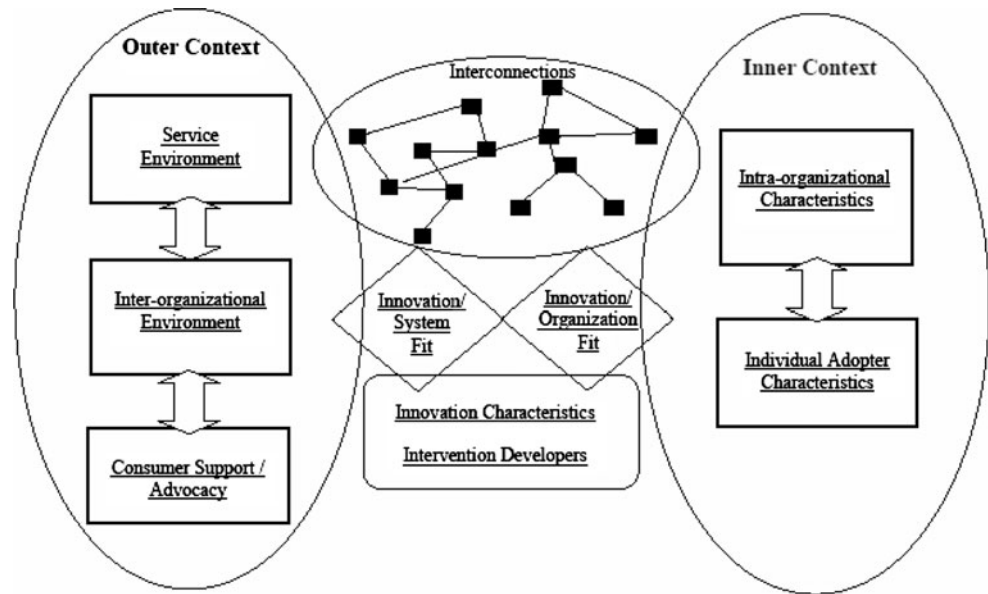 Outer Context
Service
Environment
Inter-organizational
Environment
Consumer Support /
Advocacy
Interconnections
Innovation/
System
Fit
Innovation/
Organization
Fit
Innovation Characteristics
Intervention Developers
Inner Context
Intra-organizational
Characteristics
Individual Adopter
Characteristics